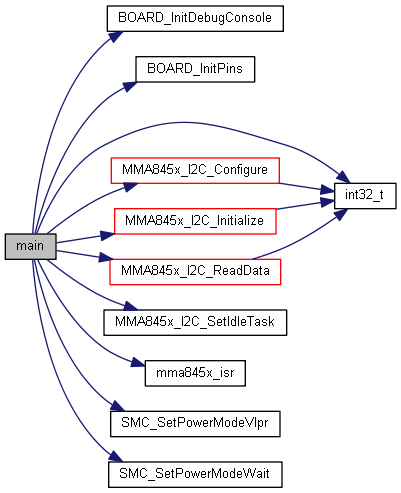 BOARD_InitDebugConsole
BOARD_InitPins
MMA845x_I2C_Configure
int32_t
MMA845x_I2C_Initialize
main
MMA845x_I2C_ReadData
MMA845x_I2C_SetIdleTask
mma845x_isr
SMC_SetPowerModeVlpr
SMC_SetPowerModeWait